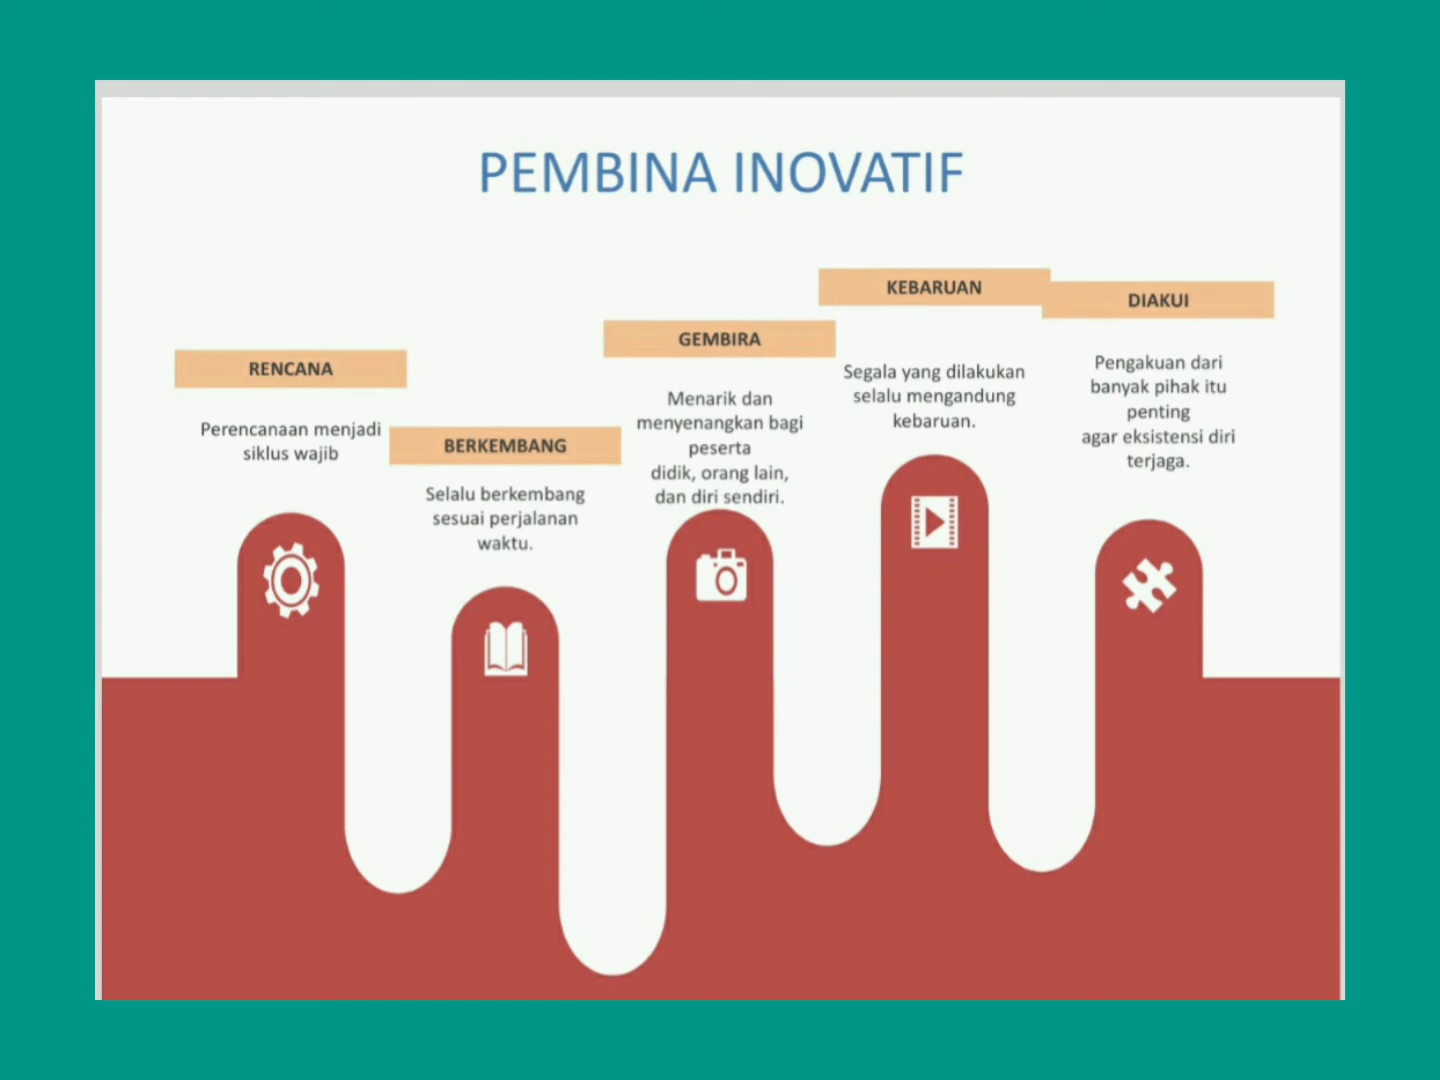 PEMBINA INOVATIF
RENCANA
Perencanaan menjadi
siklus wajib
BERKEMBANG
Selalu berkembang
sesuai perjalanan
waktu.
GEMBIRA
Menarik dan
menyenangkan bagi
peserta
didik, orang lain,
dan diri sendiri.
KEBARUAN
Segala yang dilakukan
selalu mengandung
kebaruan.
DIAKUI
Pengakuan dari
banyak pihak itu
penting
agar eksistensi diri
terjaga.